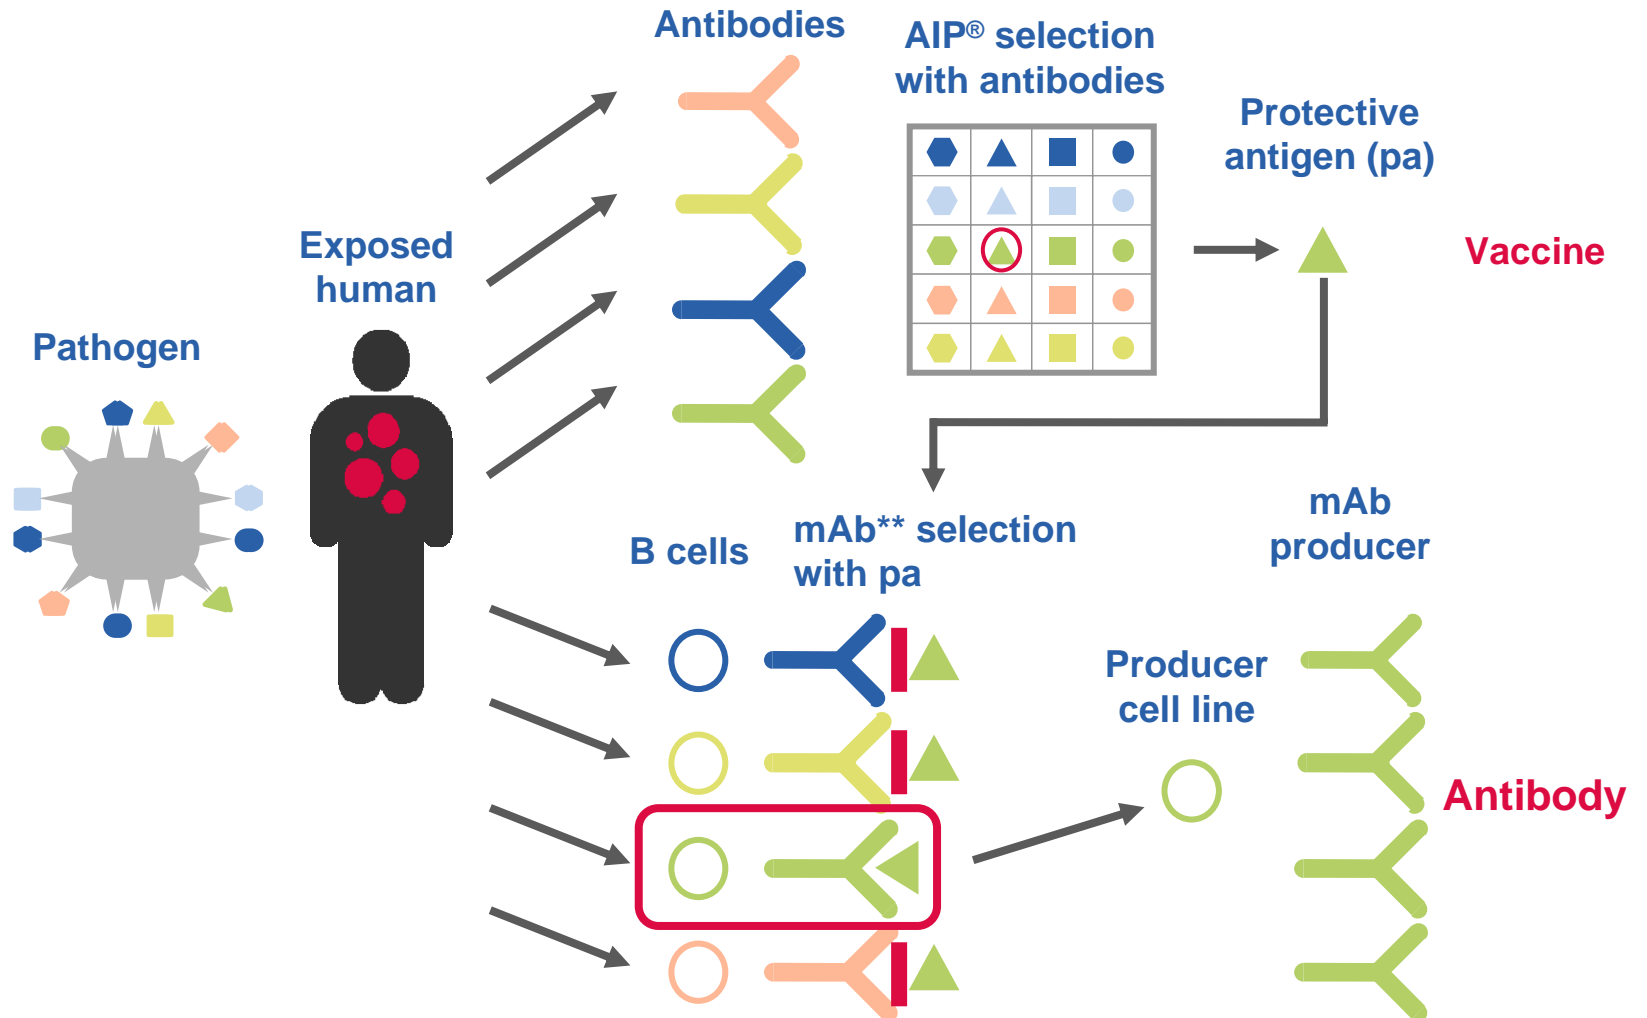 Antibodies
AIP® selection
with antibodies
Protective
antigen (pa)
Vaccine
Exposed
human
Pathogen
B cells
mAb** selection
with pa
mAb
producer
Producer
cell line
Antibody